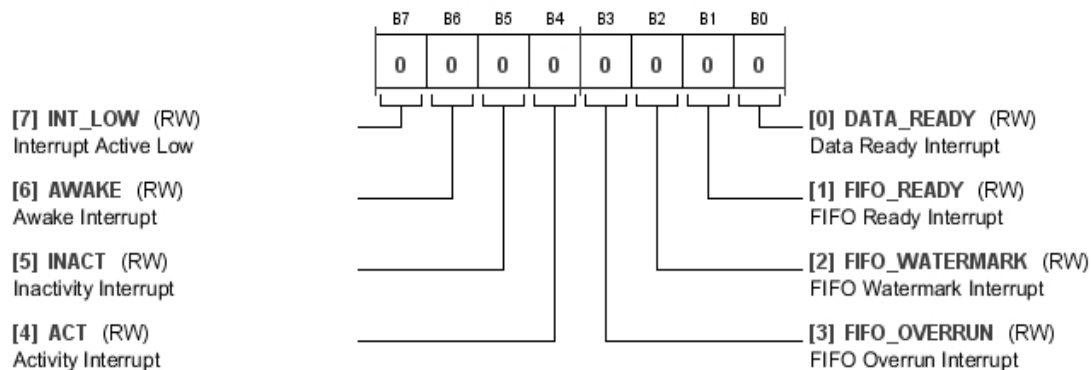 B7 B6 B5 B4 B3 B2 B1 B0
0 0 0 0 0 0 0 0
[7] INT_LOW (RW)
Interrupt Active Low
[6] AWAKE (RW)
Awake Interrupt
[5] INACT (RW)
Inactivity Interrupt
[4] ACT (RW)
Activity Interrupt
[0] DATA_READY (RW)
Data Ready Interrupt
[1] FIFO_READY (RW)
FIFO Ready Interrupt
[2] FIFO_WATERMARK (RW)
FIFO Watermark Interrupt
[3] FIFO_OVERRUN (RW)
FIFO Overrun Interrupt